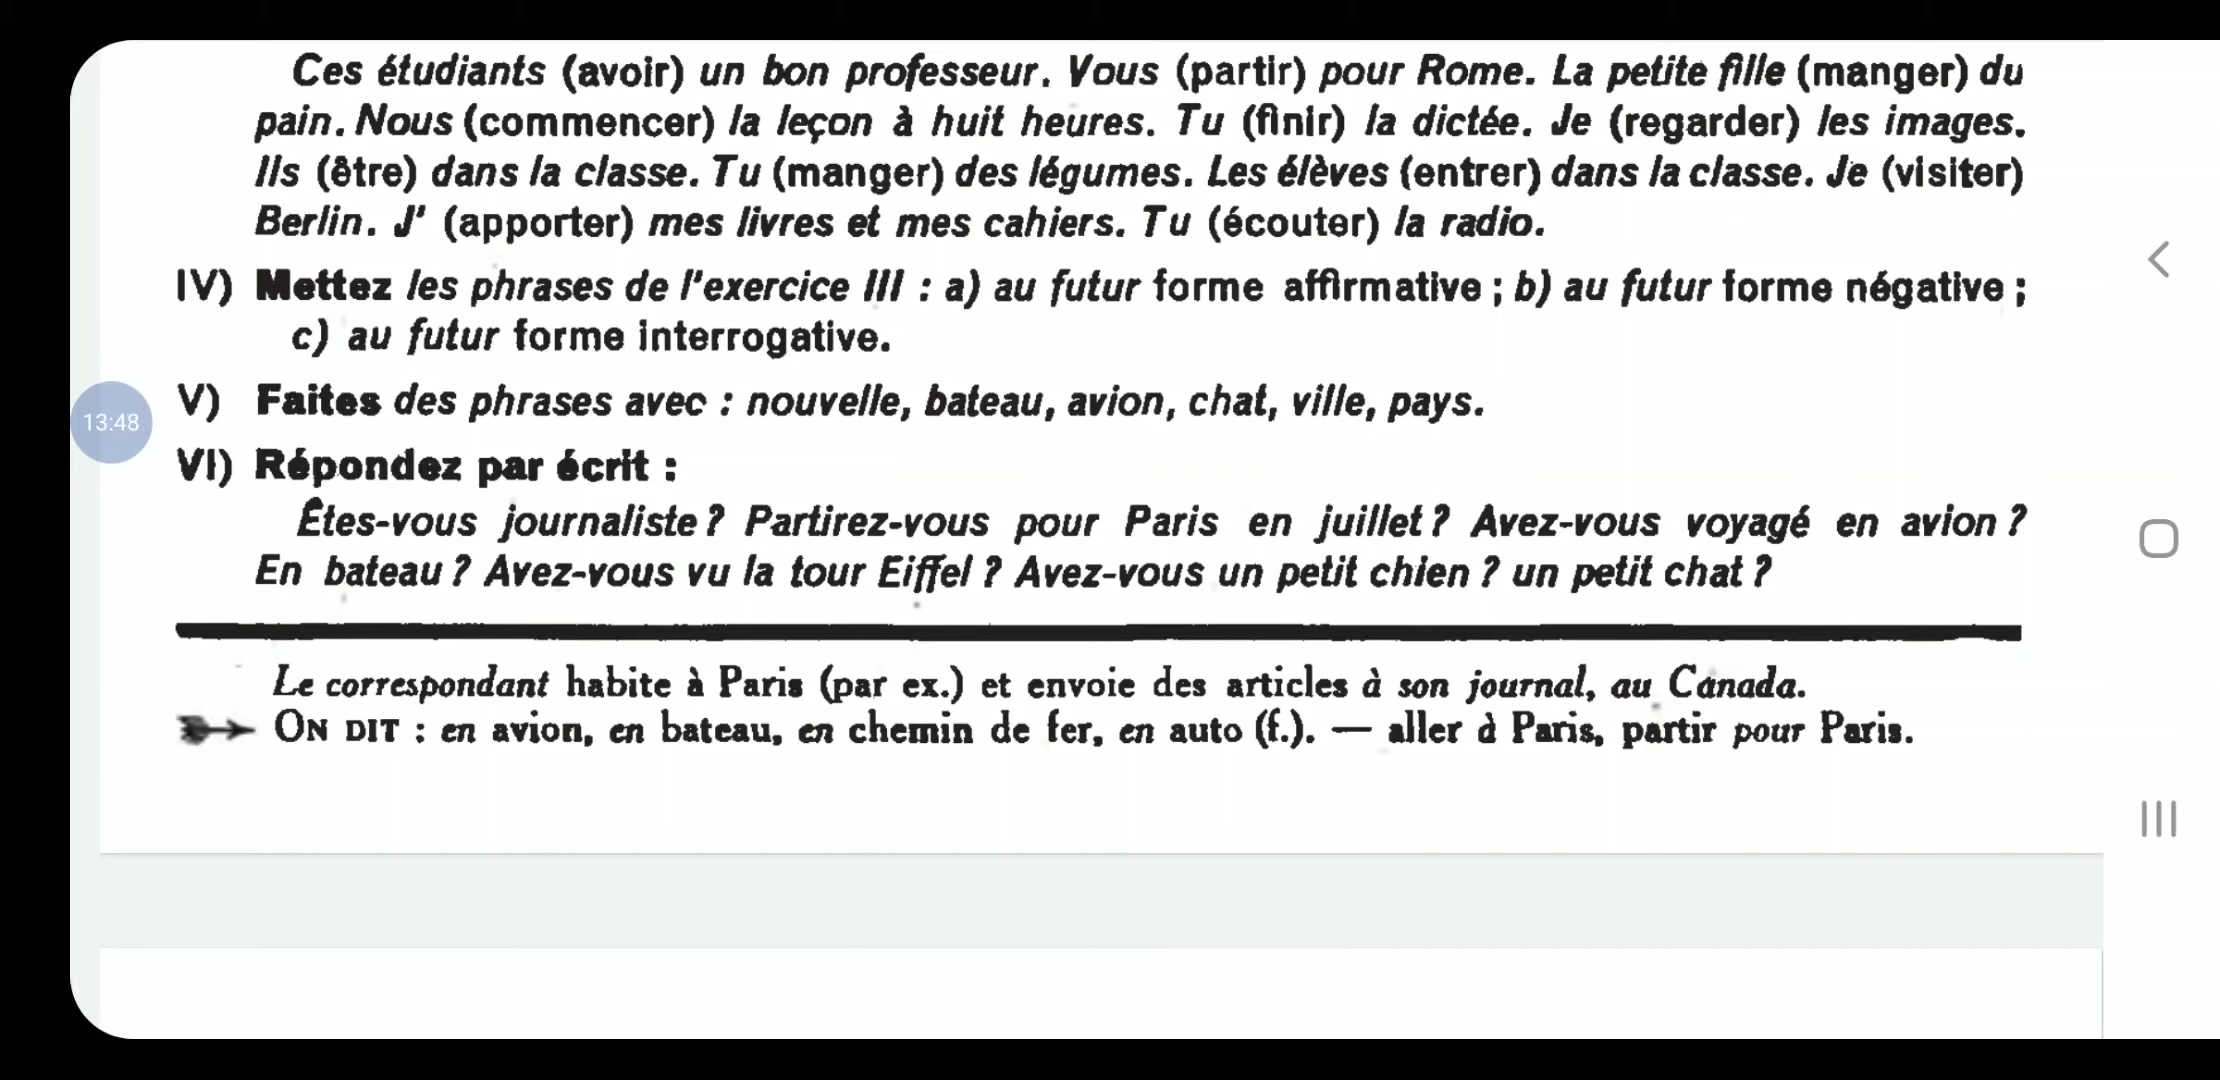 Ces étudiants (avoir) un bon professeur. Vous (partir) pour Rome. La petite fille (manger) du
pain. Nous (commencer) la leçon à huit heures. Tu (finir) la dictée. Je (regarder) les images.
Ils (être) dans la classe. Tu (manger) des légumes. Les élèves (entrer) dans la classe. Je (visiter)
Berlin. J' (apporter) mes livres et mes cahiers. Tu (écouter) la radio.
IV) Mettez les phrases de l'exercice III : a) au futur forme affirmative ; b) au futur forme négative ;
c) au futur forme interrogative.
13:48
V) Faites des phrases avec : nouvelle, bateau, avion, chat, ville, pays.
VI) Répondez par écrit :
Êtes-vous journaliste ? Partirez-vous pour Paris en juillet ? Avez-vous voyagé en avion ?
En bateau ? Avez-vous vu la tour Eiffel ? Avez-vous un petit chien ? un petit chat ?
Le correspondant habite à Paris (par ex.) et envoie des articles à son journal, au Canada.
ON DIT : en avion, en bateau, en chemin de fer, en auto (f.). — aller à Paris, partir pour Paris.